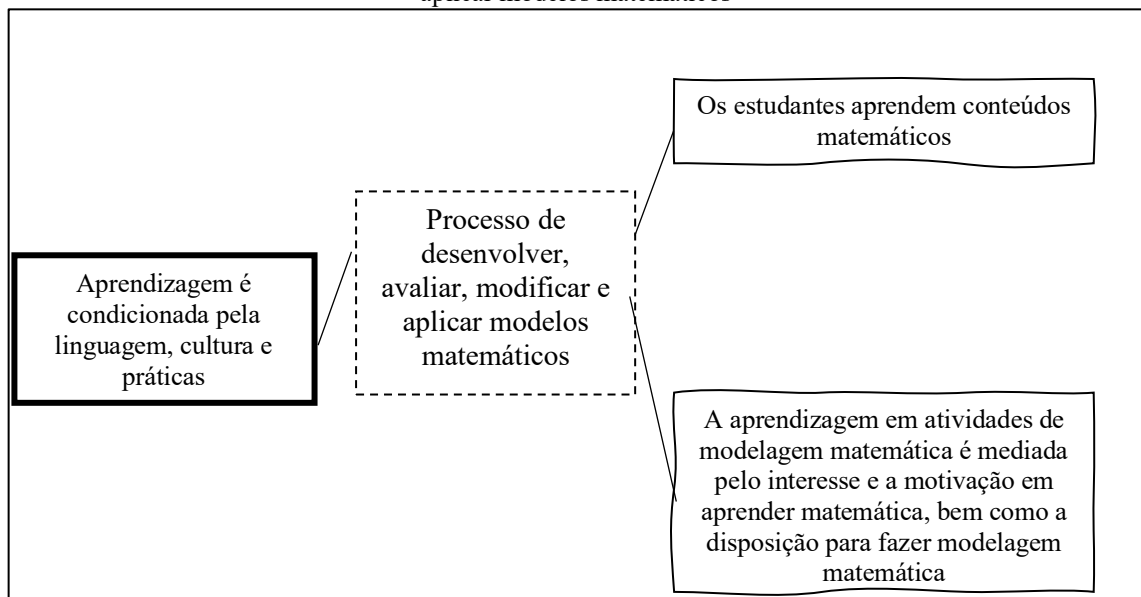 aplicar modelos matemáticos
Os estudantes aprendem conteúdos
matemáticos
Processo de
desenvolver,
avaliar, modificar e
aplicar modelos
matemáticos
Aprendizagem é
condicionada pela
linguagem, cultura e
práticas
A aprendizagem em atividades de
modelagem matemática é mediada
pelo interesse e a motivação em
aprender matemática, bem como a
disposição para fazer modelagem
matemática